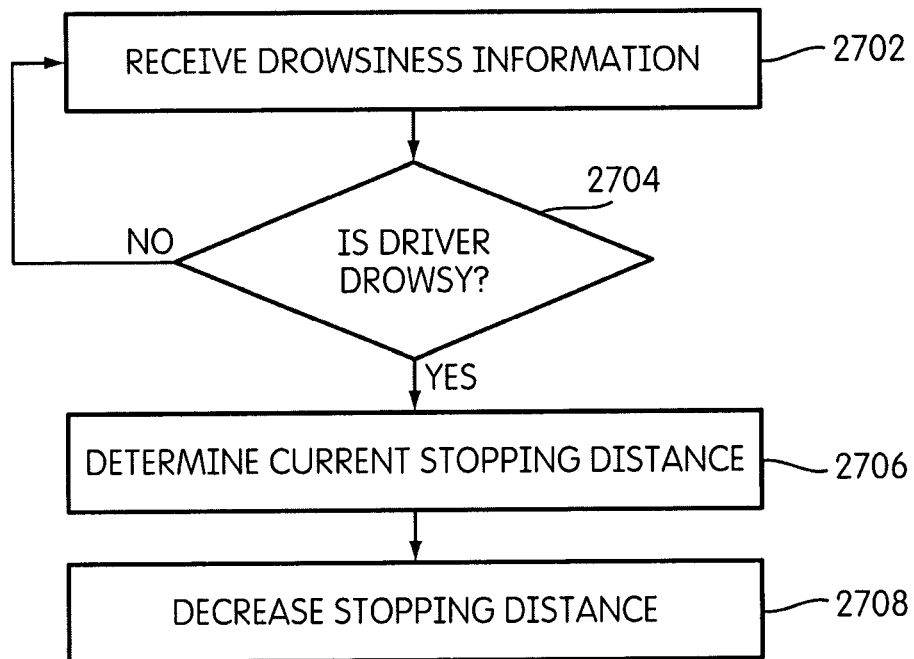 RECEIVE DROWSINESS INFORMATION
2702
2704
IS DRIVER
DROWSY?
NO
YES
DETERMINE CURRENT STOPPING DISTANCE
2706
DECREASE STOPPING DISTANCE
2708